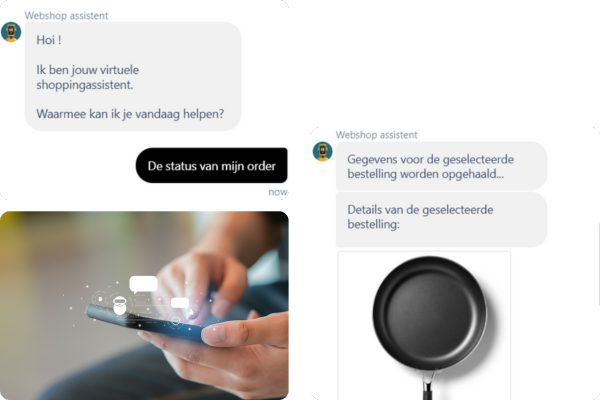 Webshop assistent
Hoi !
Ik ben jouw virtuele
shoppingassistent.
Waarmee kan ik je vandaag helpen?
De status van mijn order
now
Webshop assistent
Gegevens voor de geselecteerde
bestelling worden opgehaald...
Details van de geselecteerde
bestelling: